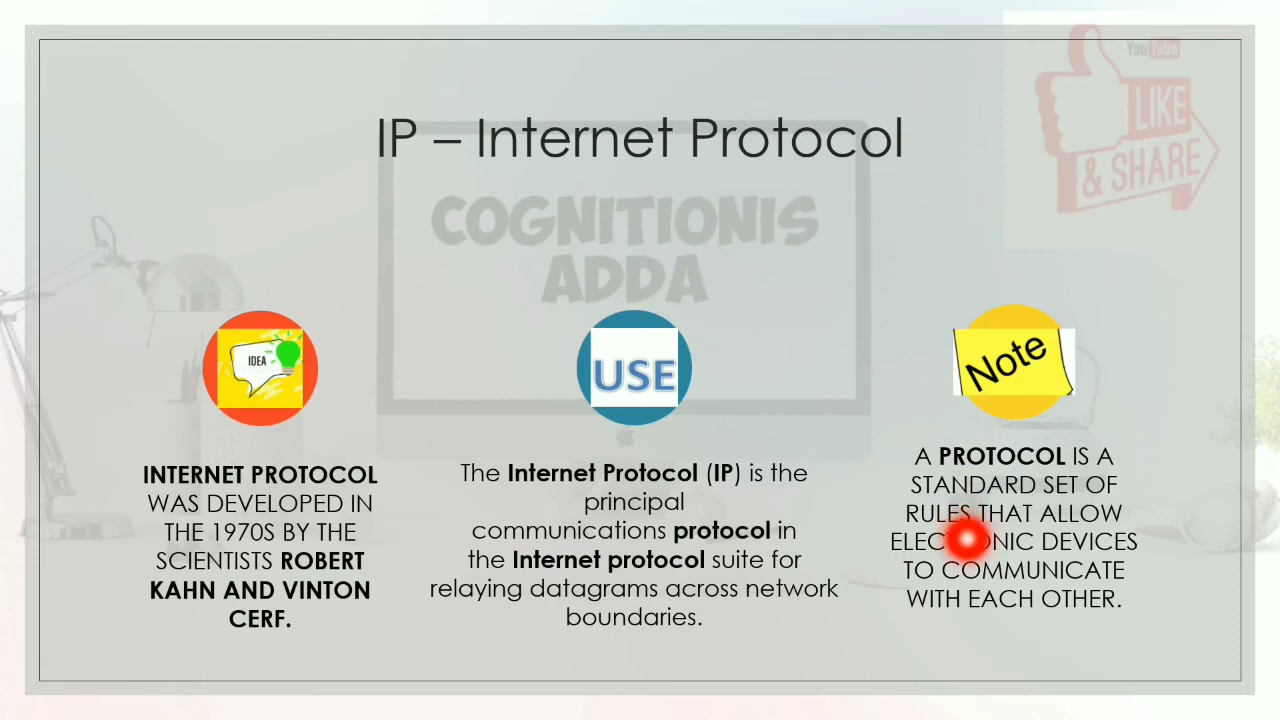 YouTube
LIKE
& SHARE
IP – Internet Protocol
COGNITIONIS
ADDA
IDEA
USE
Note
INTERNET PROTOCOL
WAS DEVELOPED IN
THE 1970S BY THE
SCIENTISTS ROBERT
KAHN AND VINTON
CERF.
The Internet Protocol (IP) is the
principal
communications protocol in
the Internet protocol suite for
relaying datagrams across network
boundaries.
A PROTOCOL IS A
STANDARD SET OF
RULES THAT ALLOW
ELECTRONIC DEVICES
TO COMMUNICATE
WITH EACH OTHER.